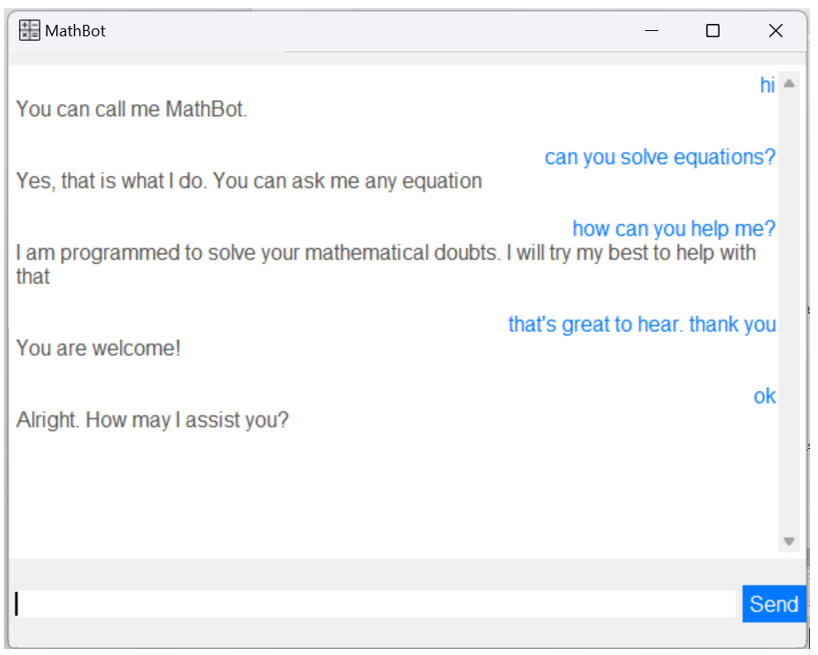 MathBot
hi
You can call me MathBot.
can you solve equations?
Yes, that is what I do. You can ask me any equation
how can you help me?
I am programmed to solve your mathematical doubts. I will try my best to help with
that
that's great to hear. thank you
You are welcome!
ok
Alright. How may I assist you?
Send